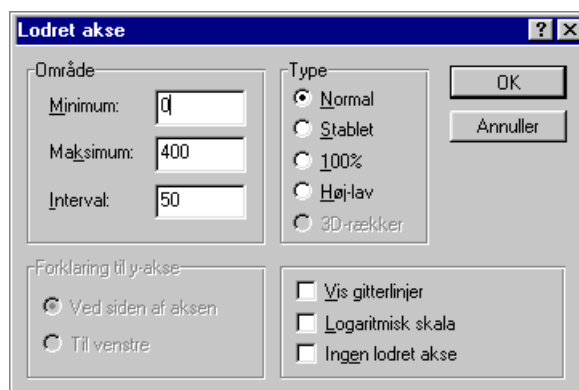 Lodret akse
Område
Minimum: 0
Maksimum: 400
Interval: 50
Type
Normal
Stablet
100%
Høj-lav
3D-rækker
OK
Annuller
Forklaring til y-akse
Ved siden af aksen
Til venstre
Vis gitterlinjer
Logaritmisk skala
Ingen lodret akse